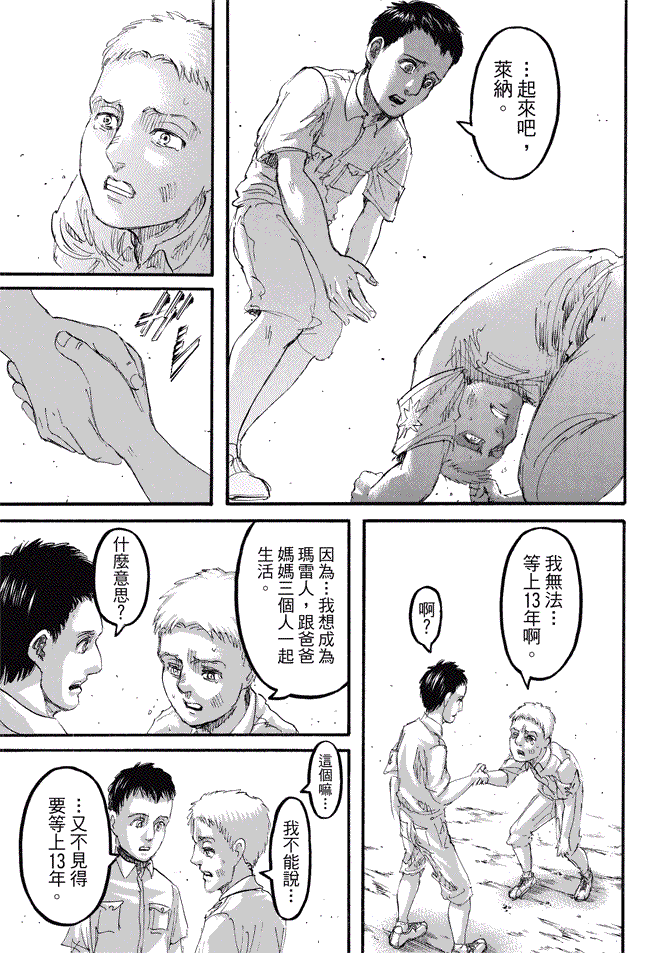 …起來吧，
萊納。
我無法…
等上13年啊。
啊？
因為…我想成為
瑪雷人，跟爸爸
媽媽三個人一起
生活。
什麼意思？
這個嘛…
我不能說…
…又不見得
要等上13年。